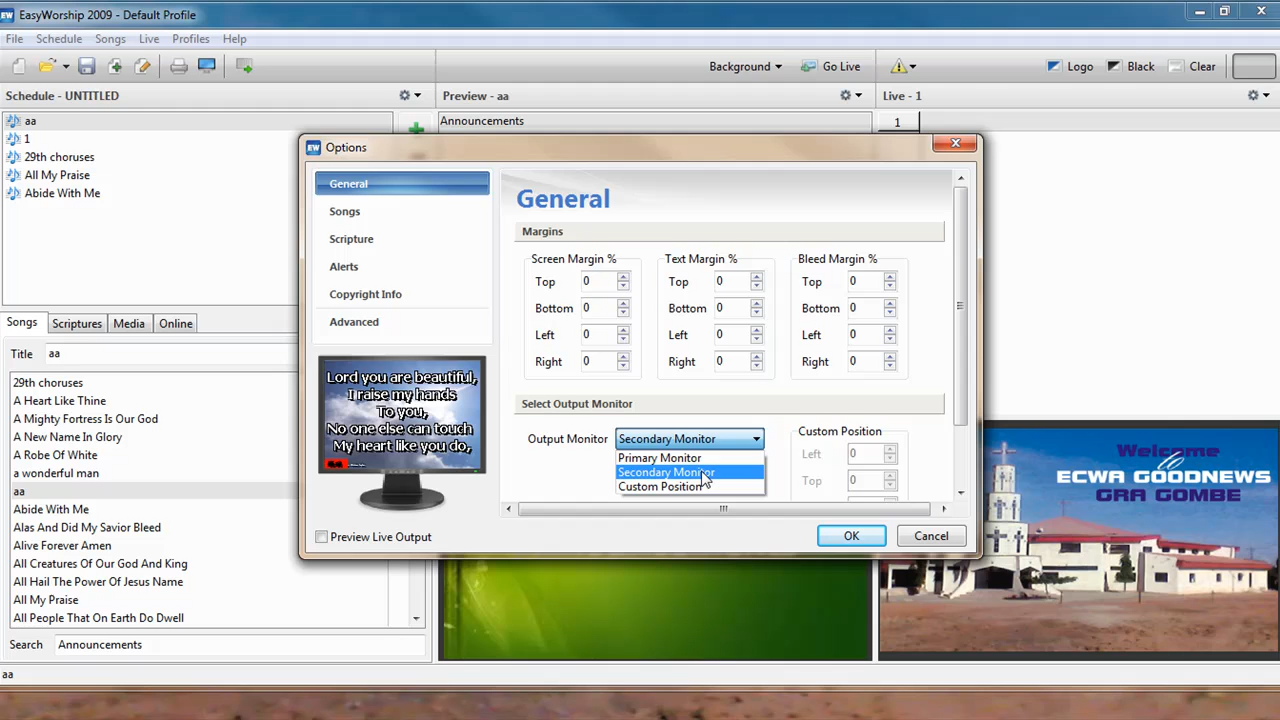 EasyWorship 2009 - Default Profile
File Schedule Songs Live Profiles Help
Background Go Live Logo Black Clear
Schedule - UNTITLED
Preview - aa
Live - 1
aa
1
29th choruses
All My Praise
Abide With Me
Announcements
1
Options
General
Songs
Scripture
Alerts
Copyright Info
Advanced
Lord you are beautiful,
I raise my hands
To you,
No one else can touch
My heart like you do,
Preview Live Output
General
Margins
Screen Margin % Text Margin % Bleed Margin %
Top 0 Top 0 Top 0
Bottom 0 Bottom 0 Bottom 0
Left 0 Left 0 Left 0
Right 0 Right 0 Right 0
Select Output Monitor
Output Monitor Secondary Monitor
Primary Monitor
Secondary Monitor
Custom Position
Custom Position
Left 0
Top 0
OK Cancel
Songs Scriptures Media Online
Title aa
29th choruses
A Heart Like Thine
A Mighty Fortress Is Our God
A New Name In Glory
A Robe Of White
a wonderful man
aa
Abide With Me
Alas And Did My Savior Bleed
Alive Forever Amen
All Creatures Of Our God And King
All Hail The Power Of Jesus Name
All My Praise
All People That On Earth Do Dwell
Search Announcements
aa
Welcome
to
ECWA GOODNEWS
GRA GOMBE